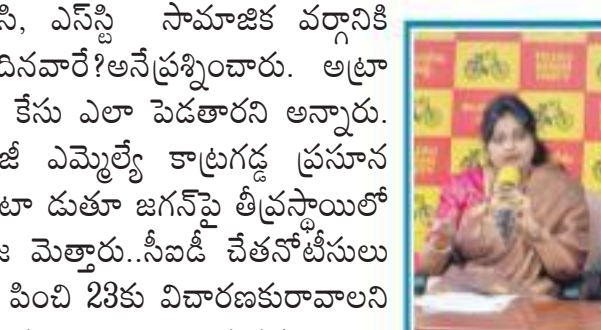 సి, ఎస్‌స్టి సామాజిక వర్గానికి
దినవారే?అనేప్రశ్నించారు. అట్రా
కేసు ఎలా పెడతారని అన్నారు.
జీ ఎమ్మెల్యే కాట్రగడ్డ ప్రసూన
టా డుతూ జగన్‌పై తీవ్రస్థాయిలో
మెత్తారు..సీఐడీ చేతనోటీసులు
పించి 23కు విచారణకురావాలని